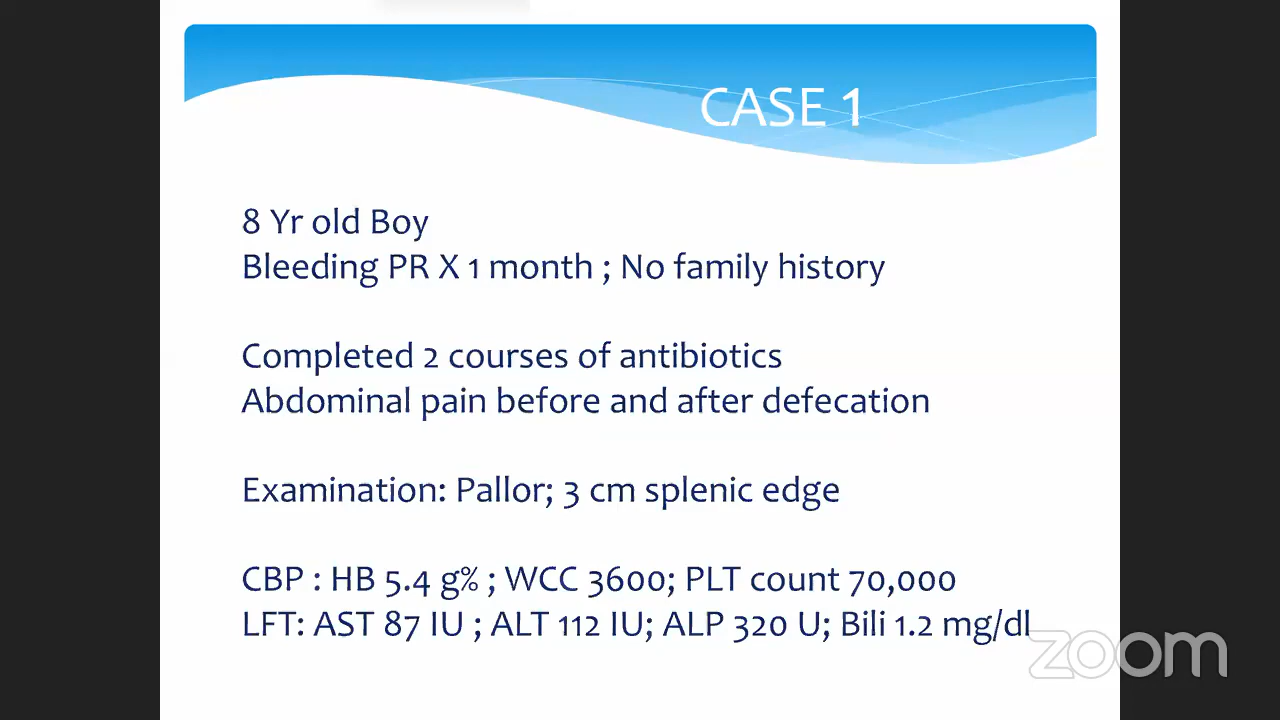 CASE 1
8 Yr old Boy
Bleeding PR X 1 month ; No family history
Completed 2 courses of antibiotics
Abdominal pain before and after defecation
Examination: Pallor; 3 cm splenic edge
CBP : HB 5.4 g% ; WCC 3600; PLT count 70,000
LFT: AST 87 IU ; ALT 112 IU; ALP 320 U; Bili 1.2 mg/dl
zoom